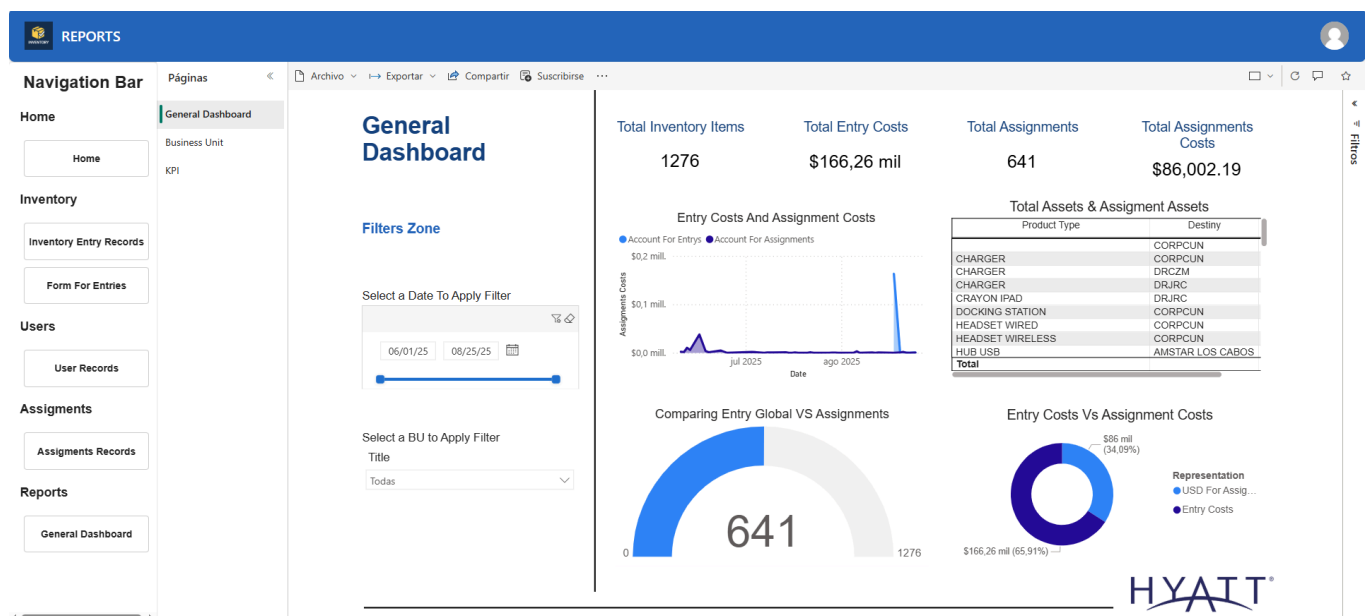 REPORTS
Navigation Bar
Home
Home
Inventory
Inventory Entry Records
Form For Entries
Users
User Records
Assigments
Assigments Records
Reports
General Dashboard
Páginas
General Dashboard
Business Unit
KPI
Archivo
Exportar
Compartir
Suscribirse
General
Dashboard
Filters Zone
Select a Date To Apply Filter
06/01/25
08/25/25
Select a BU to Apply Filter
Title
Todas
Total Inventory Items
1276
Total Entry Costs
$166,26 mil
Total Assignments
641
Total Assignments
Costs
$86,002.19
Entry Costs And Assignment Costs
Account For Entrys Account For Assignments
Assigments Costs
$0,2 mill.
$0,1 mill.
$0,0 mill.
jul 2025 ago 2025
Date
Total Assets & Assigment Assets
Product Type Destiny
CORPCUN
CHARGER CORPCUN
CHARGER DRCZM
CHARGER DRJRC
CRAYON IPAD DRJRC
DOCKING STATION CORPCUN
HEADSET WIRED CORPCUN
HEADSET WIRELESS CORPCUN
HUB USB AMSTAR LOS CABOS
Total
Comparing Entry Global VS Assignments
641
0 1276
Entry Costs Vs Assignment Costs
$86 mil
(34,09%)
$166,26 mil (65,91%)
Representation
USD For Assig...
Entry Costs
HYATT®
Filtros